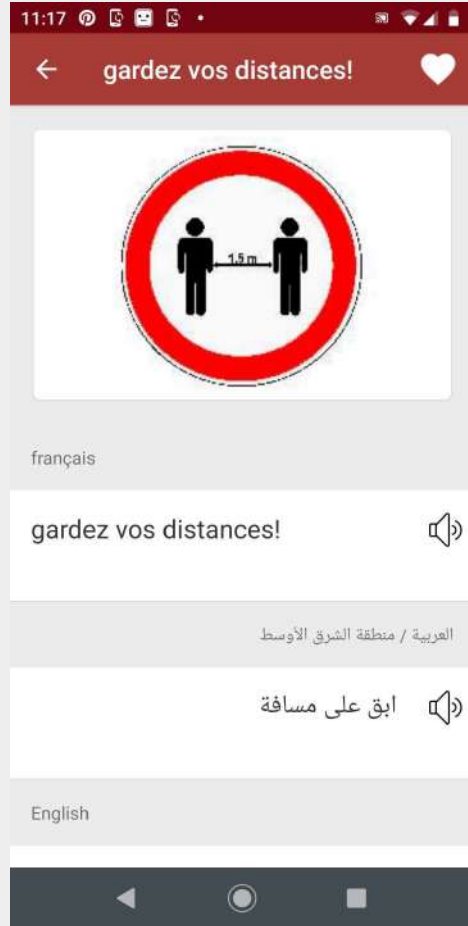 11:17
gardez vos distances!
1.5 m
français
gardez vos distances!
العربية / منطقة الشرق الأوسط
ابق على مسافة
English